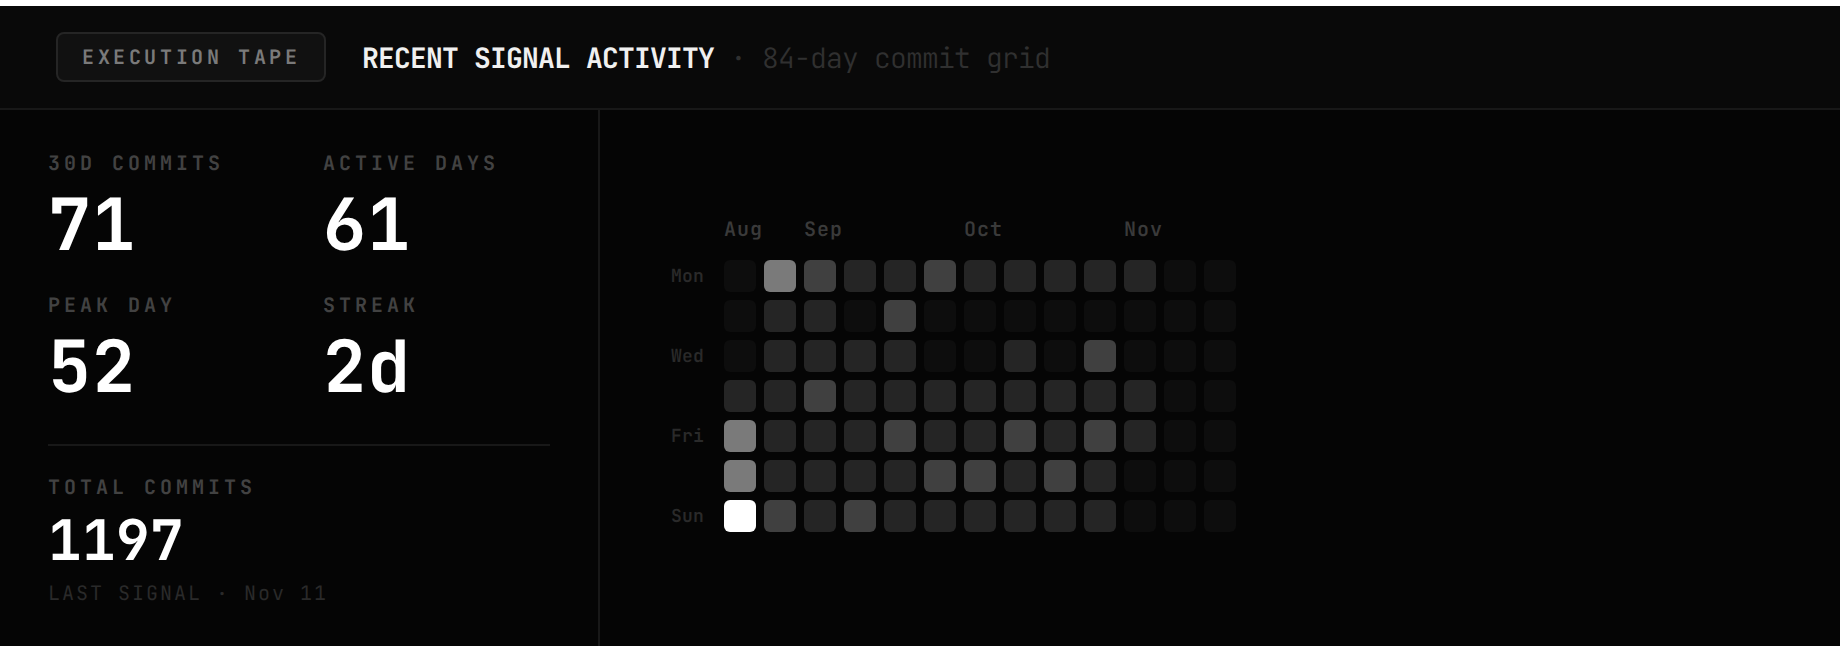 EXECUTION TAPE RECENT SIGNAL ACTIVITY · 84-day commit grid
30D COMMITS ACTIVE DAYS
71 61
PEAK DAY STREAK
52 2d
TOTAL COMMITS
1197
LAST SIGNAL · Nov 11
Aug Sep Oct Nov
Mon
Wed
Fri
Sun